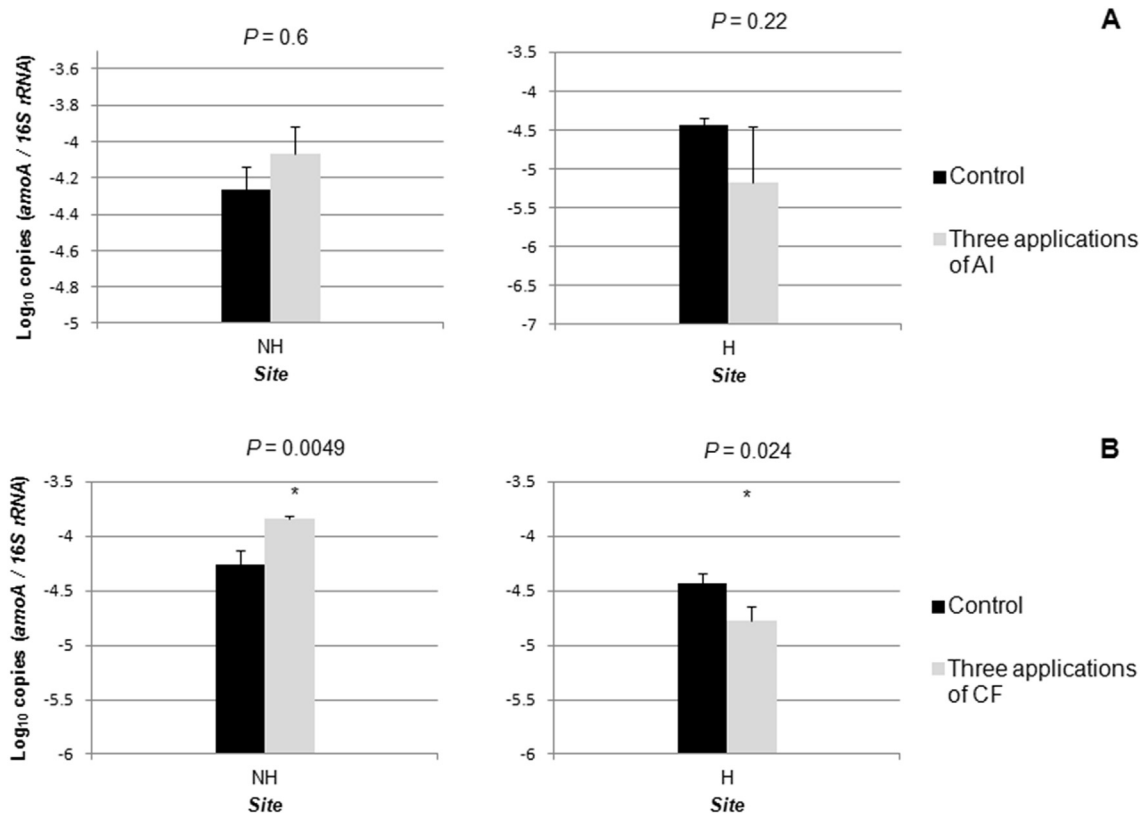 P = 0.6
P = 0.22
A
Log10 copies (amoA / 16S rRNA)
-3.6
-3.8
-4
-4.2
-4.4
-4.6
-4.8
-5
NH
Site
-3.5
-4
-4.5
-5
-5.5
-6
-6.5
-7
H
Site
Control
Three applications
of AI
P = 0.0049
P = 0.024
B
Log10 copies (amoA / 16S rRNA)
-3.5
-4
-4.5
-5
-5.5
-6
*
NH
Site
-3.5
-4
-4.5
-5
-5.5
-6
*
H
Site
Control
Three applications
of CF